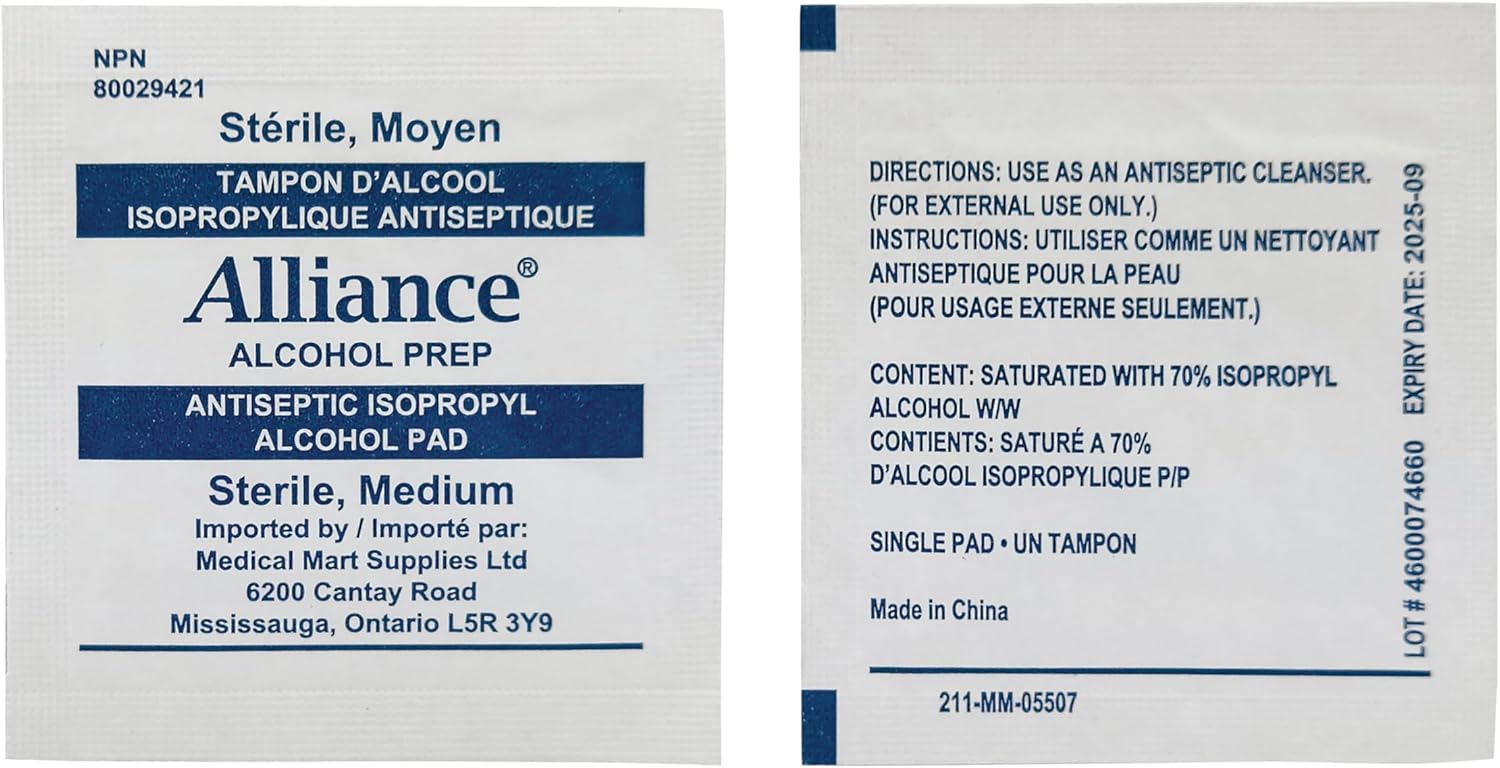 NPN
80029421
Stérile, Moyen
TAMPON D'ALCOOL
ISOPROPYLIQUE ANTISEPTIQUE
Alliance®
ALCOHOL PREP
ANTISEPTIC ISOPROPYL
ALCOHOL PAD
Sterile, Medium
Imported by / Importé par:
Medical Mart Supplies Ltd
6200 Cantay Road
Mississauga, Ontario L5R 3Y9
DIRECTIONS: USE AS AN ANTISEPTIC CLEANSER.
(FOR EXTERNAL USE ONLY.)
INSTRUCTIONS: UTILISER COMME UN NETTOYANT
ANTISEPTIQUE POUR LA PEAU
(POUR USAGE EXTERNE SEULEMENT.)
CONTENT: SATURATED WITH 70% ISOPROPYL
ALCOHOL W/W
CONTIENTS: SATURÉ A 70%
D'ALCOOL ISOPROPYLIQUE P/P
SINGLE PAD • UN TAMPON
Made in China
211-MM-05507
LOT # 4600074660 EXPIRY DATE: 2025-09